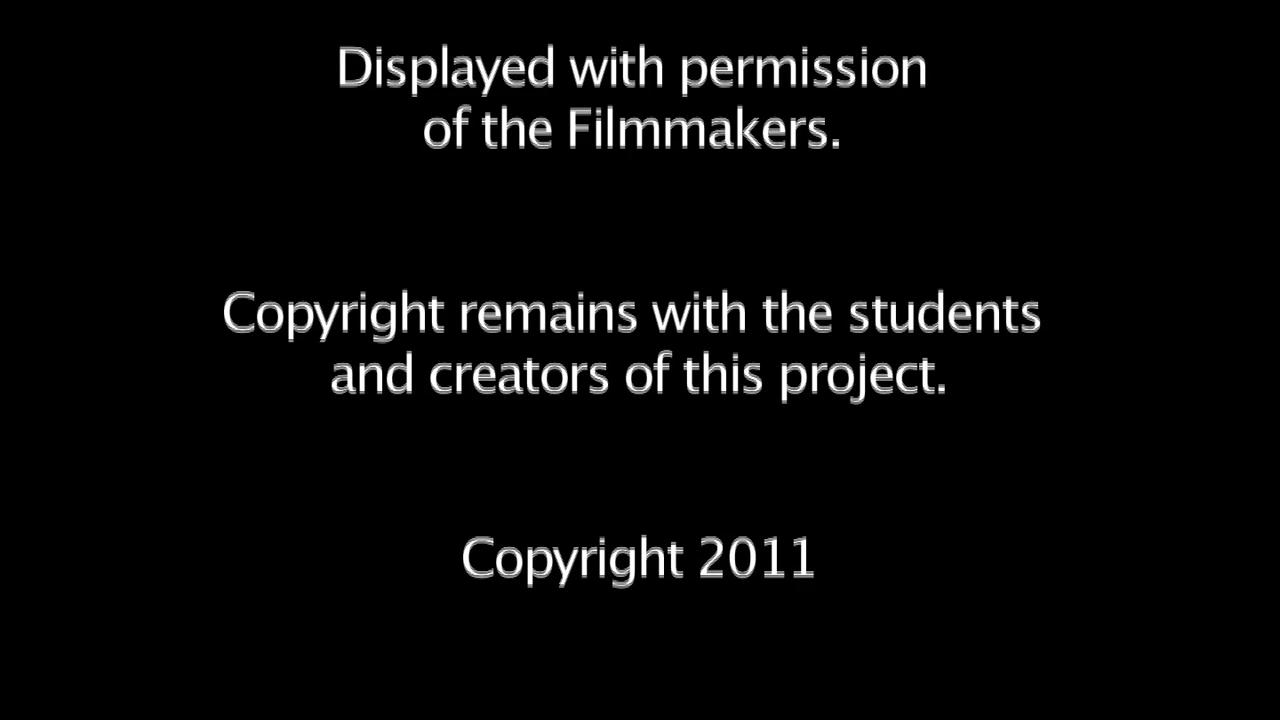 Displayed with permission
of the Filmmakers.
Copyright remains with the students
and creators of this project.
Copyright 2011